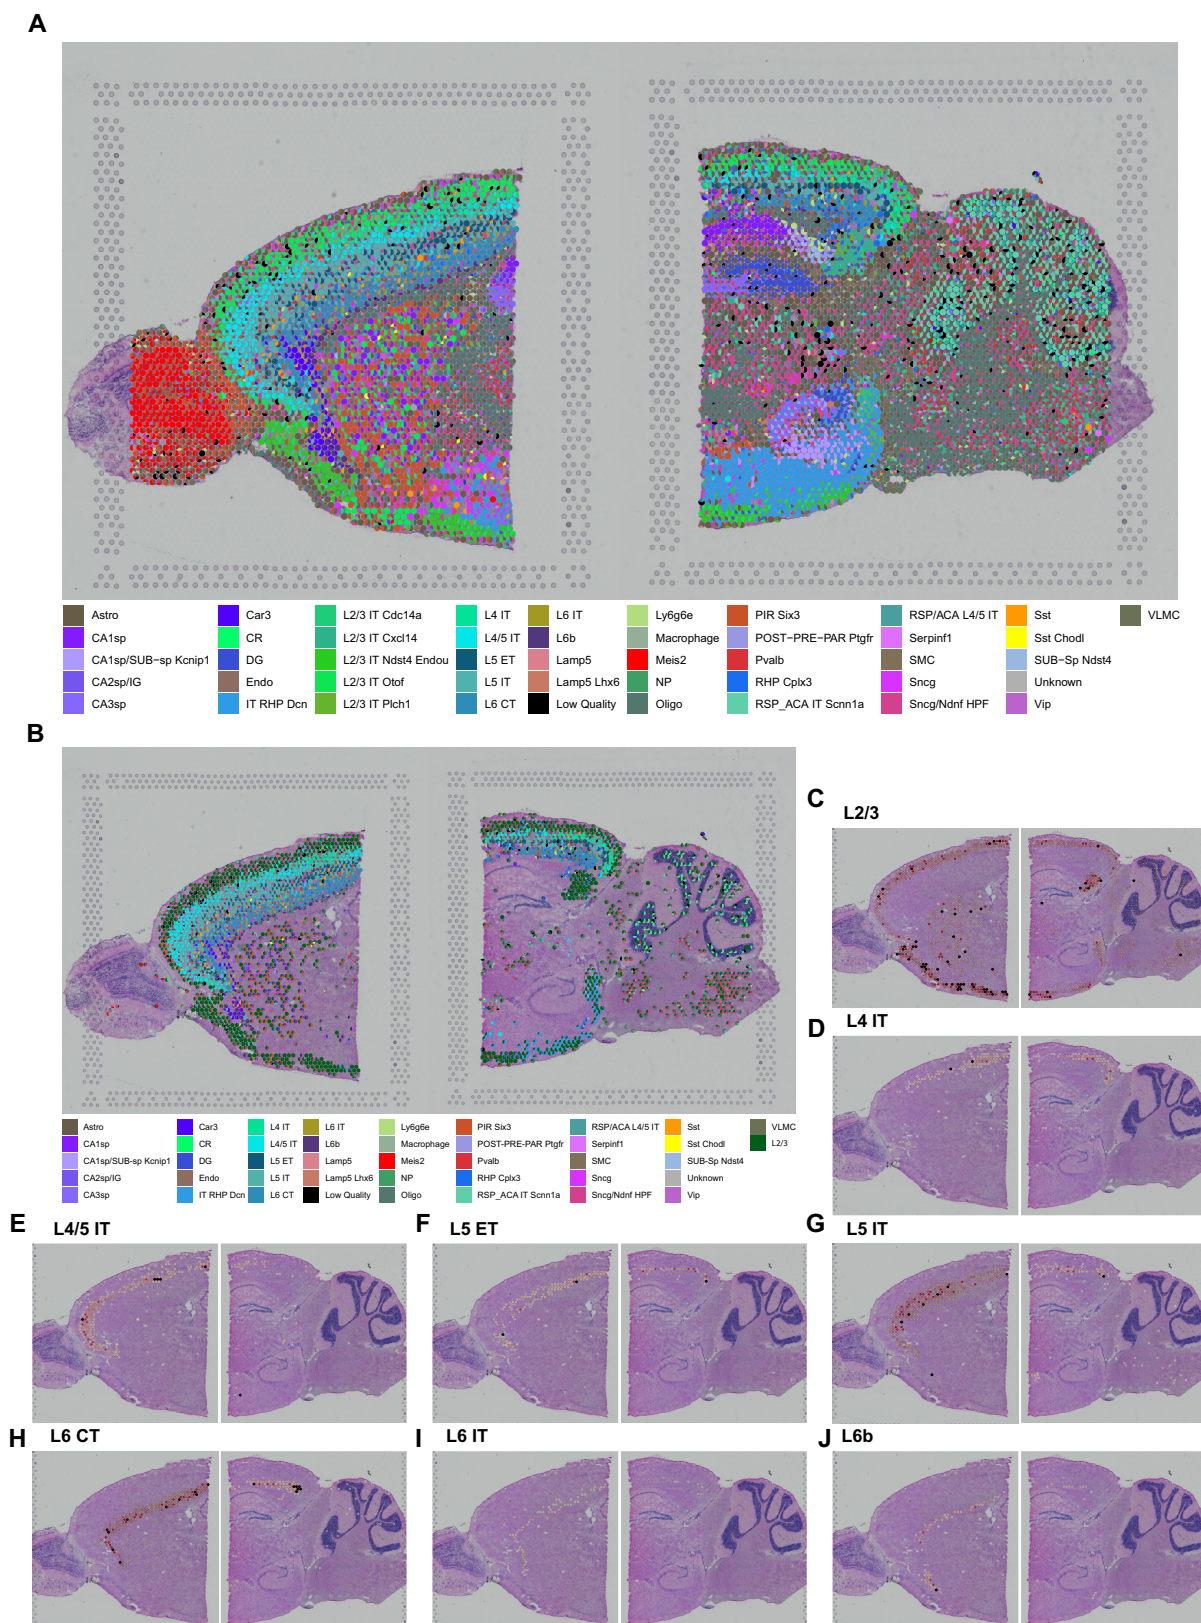 A
Astro Car3 L2/3 IT Cdc14a L4 IT L6 IT Ly6g6e PIR Six3 RSP/ACA L4/5 IT Sst VLMC
CA1sp CR L2/3 IT Cxcl14 L4/5 IT L6b Macrophage POST−PRE−PAR Ptgfr Serpinf1 Sst Chodl
CA1sp/SUB−sp Kcnip1 DG L2/3 IT Ndst4 Endou L5 ET Lamp5 Meis2 Pvalb SMC SUB−Sp Ndst4
CA2sp/IG Endo L2/3 IT Otof L5 IT Lamp5 Lhx6 NP RHP Cplx3 Sncg Unknown
CA3sp IT RHP Dcn L2/3 IT Plch1 L6 CT Low Quality Oligo RSP_ACA IT Scnn1a Sncg/Ndnf HPF Vip
B
Astro Car3 L4 IT L6 IT Ly6g6e PIR Six3 RSP/ACA L4/5 IT Sst VLMC
CA1sp CR L4/5 IT L6b Macrophage POST−PRE−PAR Ptgfr Serpinf1 Sst Chodl L2/3
CA1sp/SUB−sp Kcnip1 DG L5 ET Lamp5 Meis2 Pvalb SMC SUB−Sp Ndst4
CA2sp/IG Endo L5 IT Lamp5 Lhx6 NP RHP Cplx3 Sncg Unknown
CA3sp IT RHP Dcn L6 CT Low Quality Oligo RSP_ACA IT Scnn1a Sncg/Ndnf HPF Vip
C L2/3
D L4 IT
E L4/5 IT
F L5 ET
G L5 IT
H L6 CT
I L6 IT
J L6b